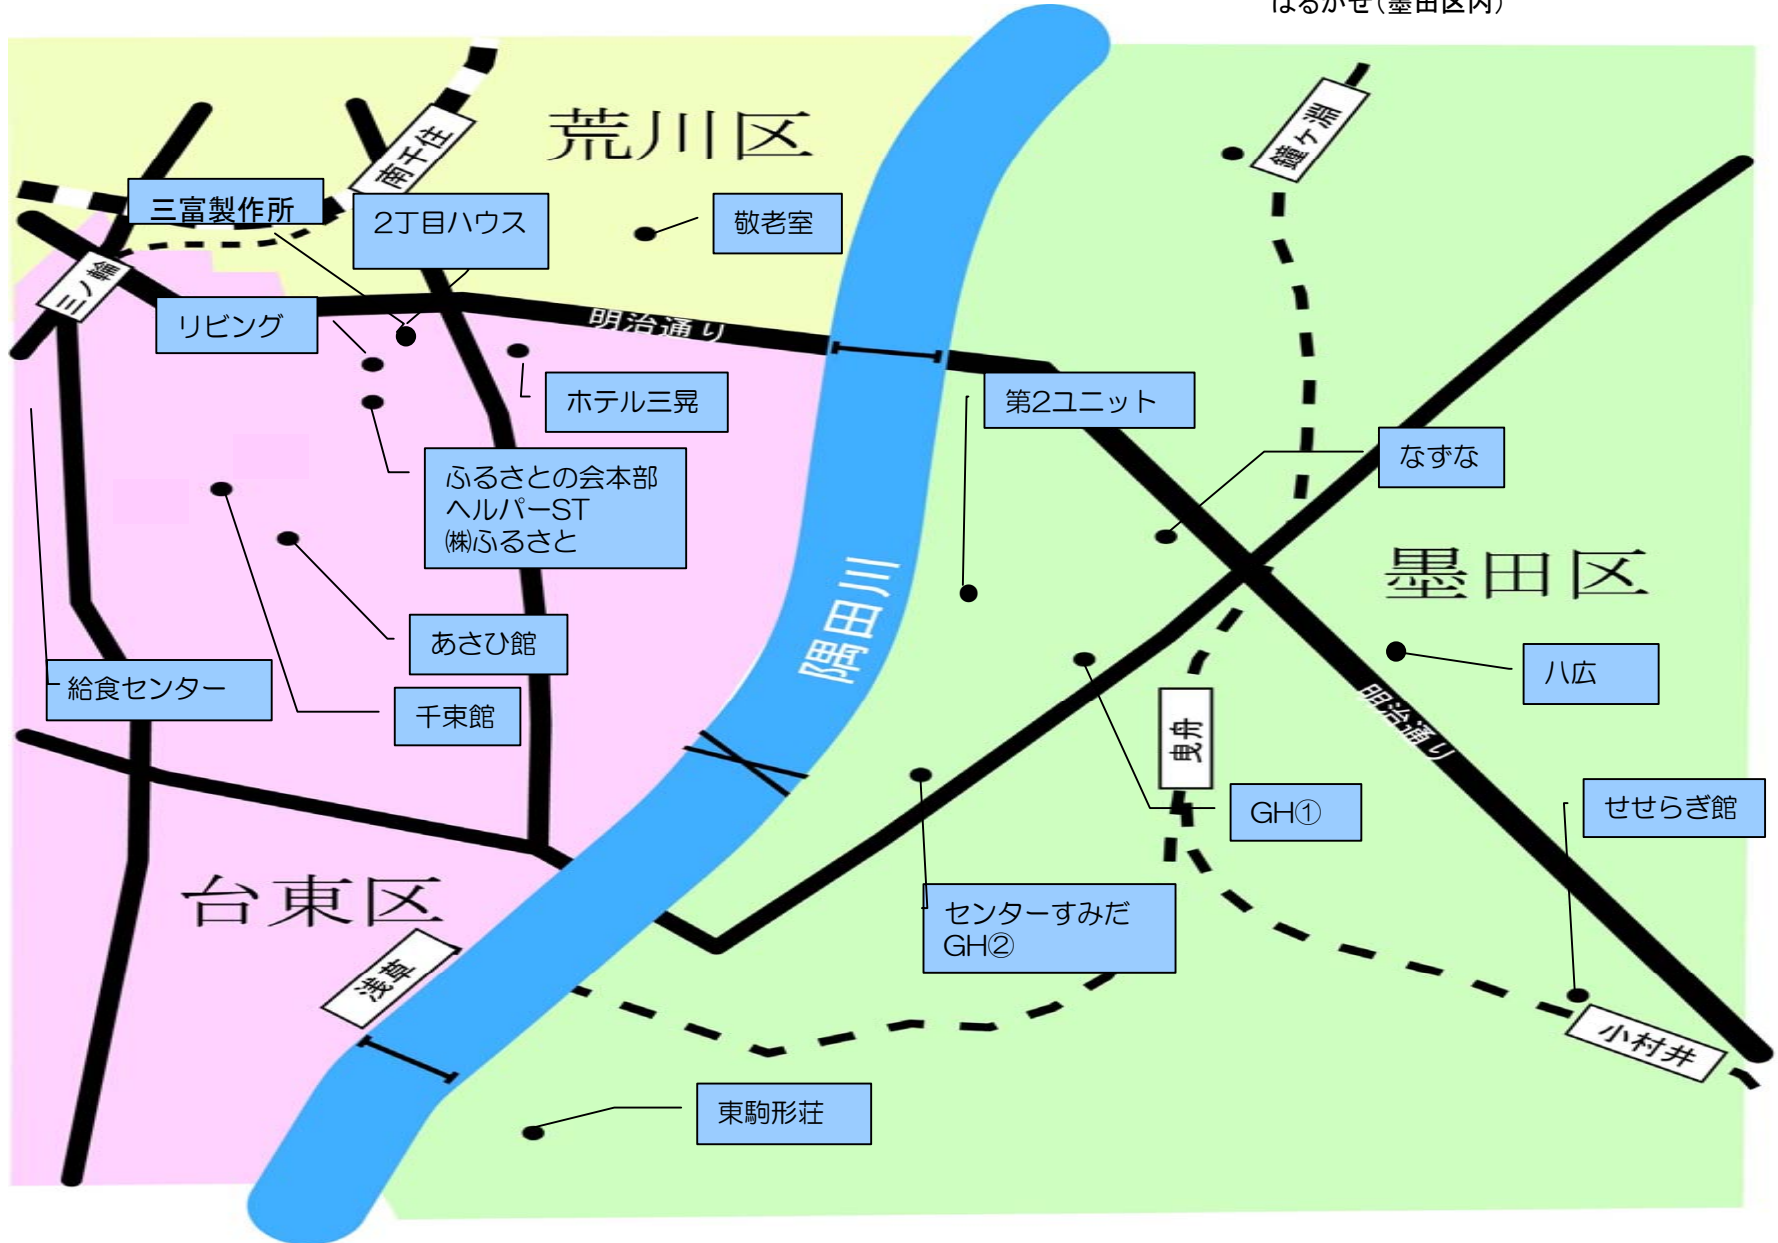 はるかぜ(墨田区内)
荒川区
南千住
鐘ヶ淵
三富製作所
2丁目ハウス
敬老室
三ノ輪
リビング
明治通り
ホテル三晃
第2ユニット
なずな
ふるさとの会本部
ヘルパーST
㈱ふるさと
墨田区
隅田川
あさひ館
八広
給食センター
千束館
明治通り
曳舟
GH①
せせらぎ館
台東区
センターすみだ
GH②
浅草
小村井
東駒形荘